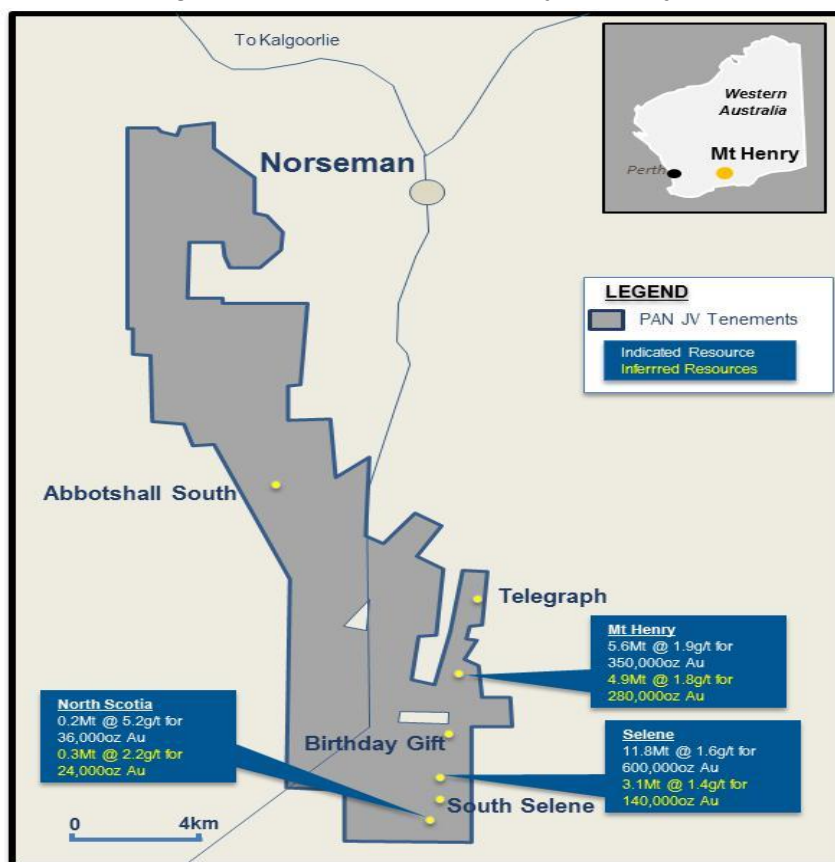 To Kalgoorlie
Western
Australia
Mt Henry
Perth
Norseman
LEGEND
PAN JV Tenements
Indicated Resource
Inferrred Resources
Abbotshall South
Telegraph
Mt Henry
5.6Mt @ 1.9g/t for
350,000oz Au
4.9Mt @ 1.8g/t for
280,000oz Au
North Scotia
0.2Mt @ 5.2g/t for
36,000oz Au
0.3Mt @ 2.2g/t for
24,000oz Au
Birthday Gift
Selene
11.8Mt @ 1.6g/t for
600,000oz Au
3.1Mt @ 1.4g/t for
140,000oz Au
South Selene
0 4km